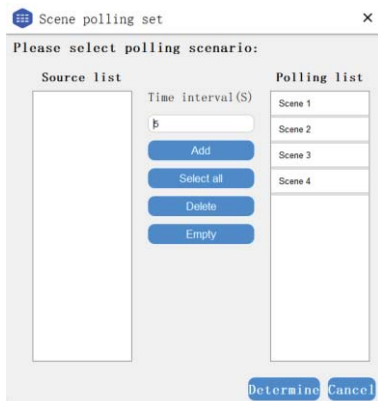 Scene polling set
Please select polling scenario:
Source list
Time interval(S)
5
Add
Select all
Delete
Empty
Polling list
Scene 1
Scene 2
Scene 3
Scene 4
Determine
Cancel